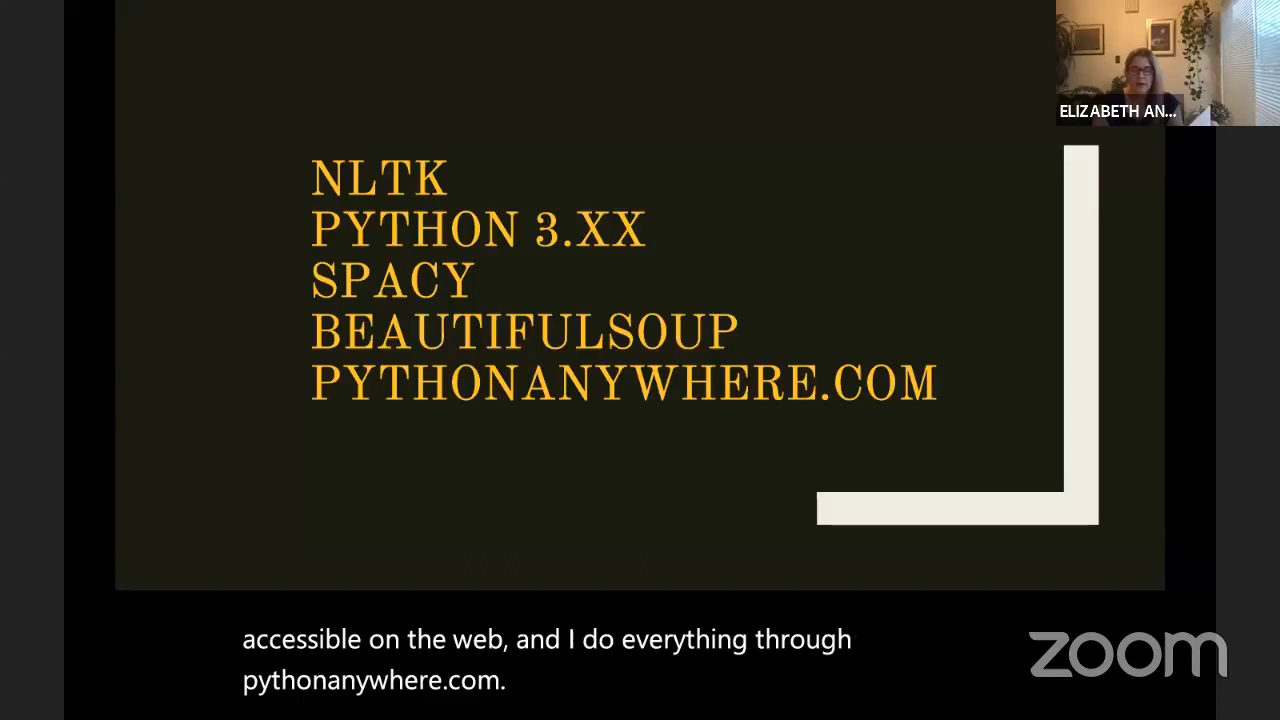 ELIZABETH AN...
NLTK
PYTHON 3.XX
SPACY
BEAUTIFULSOUP
PYTHONANYWHERE.COM
accessible on the web, and I do everything through
pythonanywhere.com.
zoom